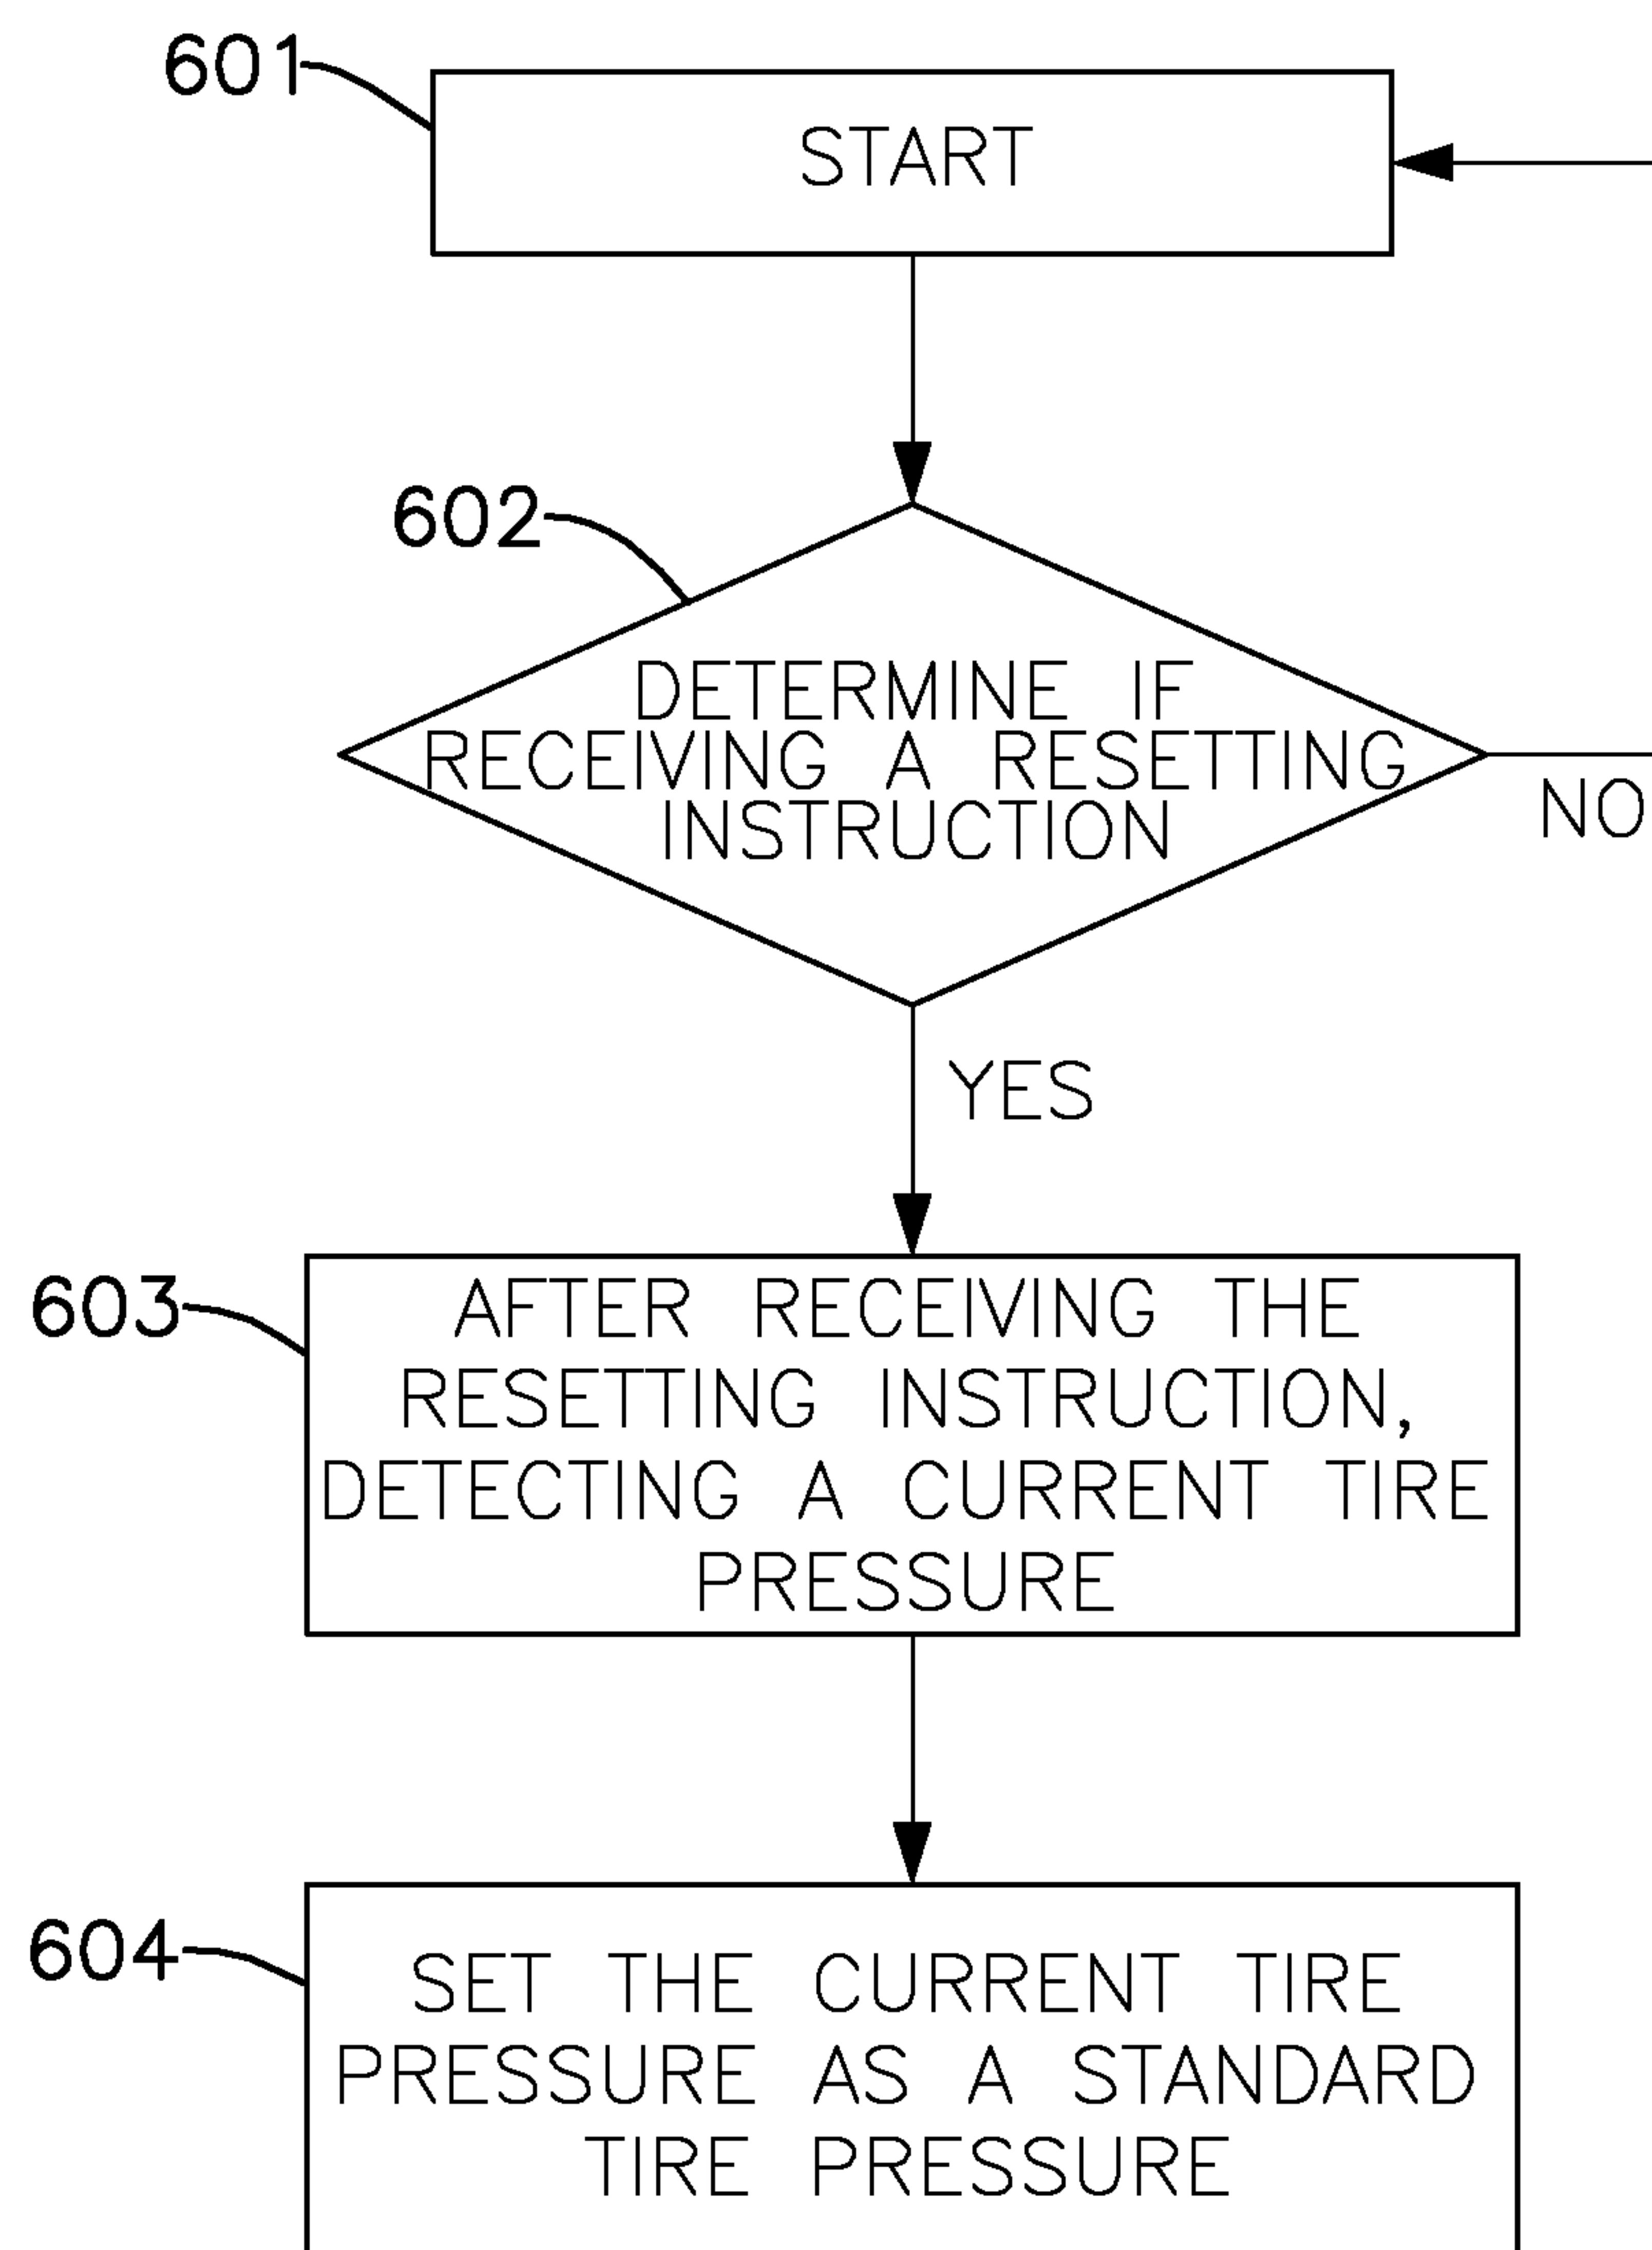 601
START
602
DETERMINE IF
RECEIVING A RESETTING
INSTRUCTION
NO
YES
603
AFTER RECEIVING THE
RESETTING INSTRUCTION,
DETECTING A CURRENT TIRE
PRESSURE
604
SET THE CURRENT TIRE
PRESSURE AS A STANDARD
TIRE PRESSURE